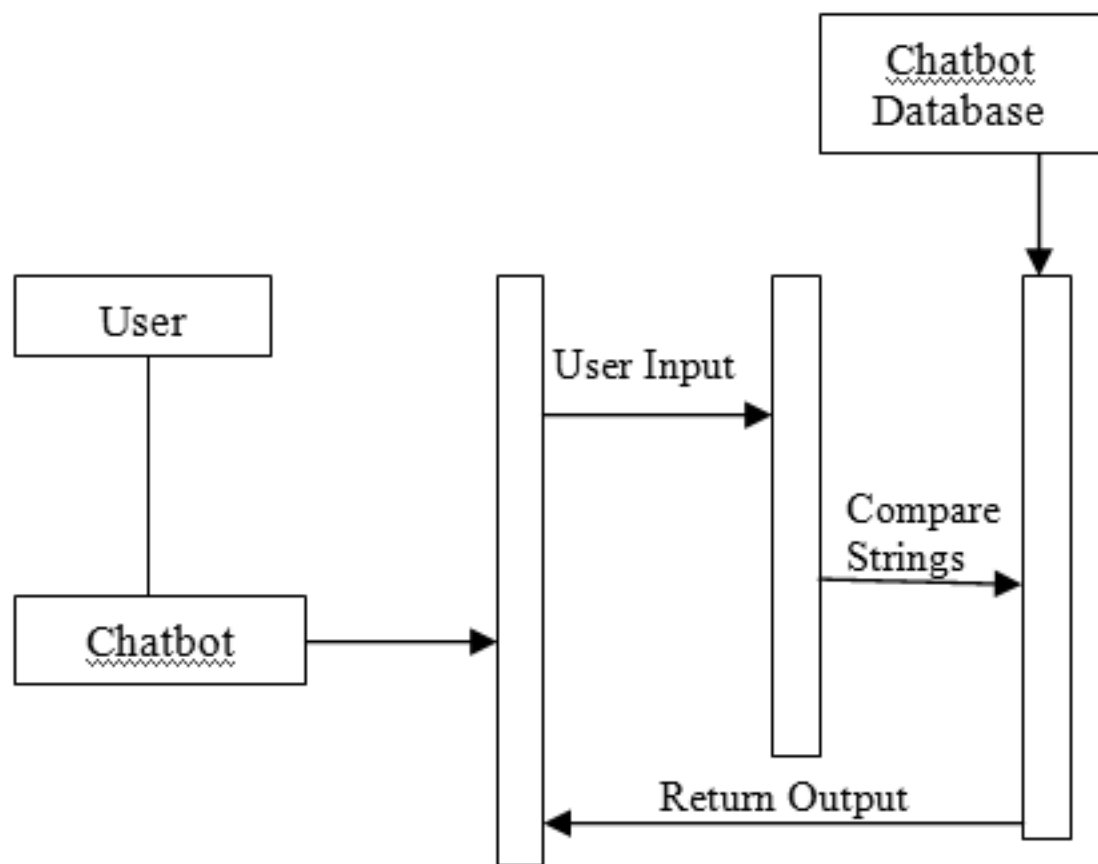 Chatbot
Database
User
User Input
Compare
Strings
Chatbot
Return Output